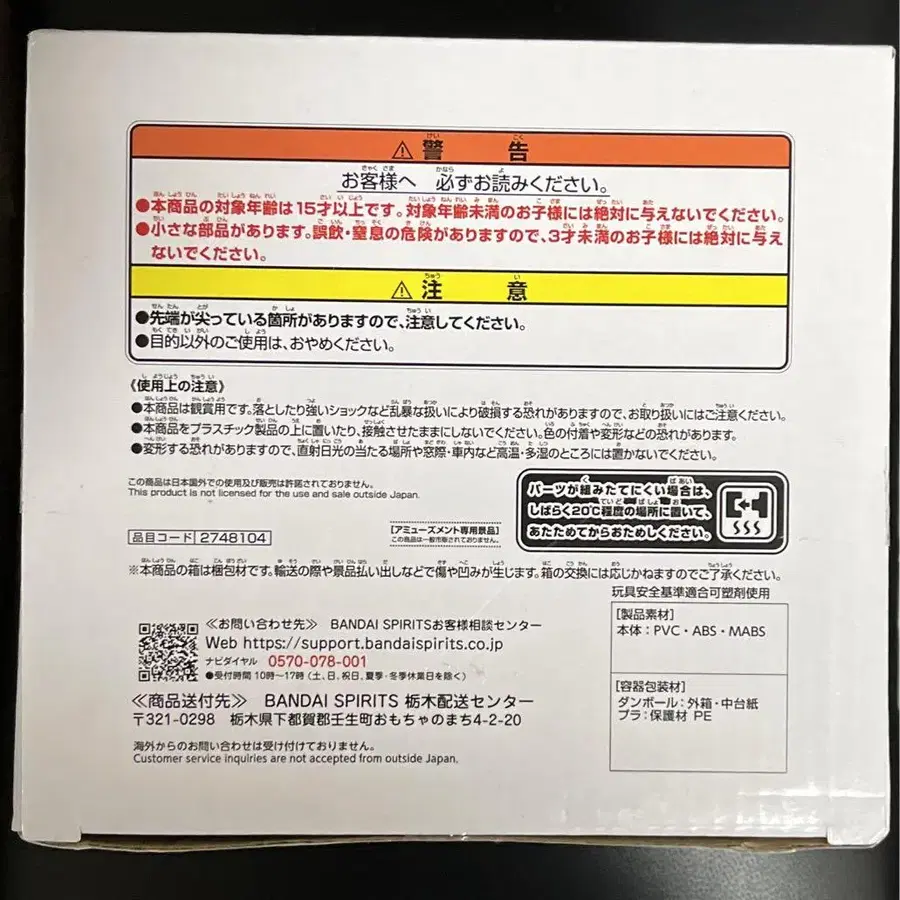 ⚠警告
お客様へ 必ずお読みください。
●本商品の対象年齢は15才以上です。対象年齢未満のお子様には絶対に与えないでください。
●小さな部品があります。誤飲・窒息の危険がありますので、3才未満のお子様には絶対に与え
ないでください。
⚠注意
●先端が尖っている箇所がありますので、注意してください。
●目的以外のご使用は、おやめください。
《使用上の注意》
●本商品は観賞用です。落としたり強いショックなど乱暴な扱いにより破損する恐れがありますので、お取り扱いにはご注意ください。
●本商品をプラスチック製品の上に置いたり、接触させたままにしないでください。色の付着や変形などの恐れがあります。
●変形する恐れがありますので、直射日光の当たる場所や窓際・車内など高温・多湿のところには置かないでください。
この商品は日本国外での使用及び販売は許諾されておりません。
This product is not licensed for the use and sale outside Japan.
パーツが組みたてにくい場合は、
しばらく20℃程度の場所に置いて、
あたためてからおためしください。
品目コード 2748104
[アミューズメント専用景品]
この商品は一般市販されておりません。
※本商品の箱は梱包材です。輸送の際や景品払い出しなどで傷や凹みが生じます。箱の交換には応じかねますのでご了承ください。
玩具安全基準適合可塑剤使用
[製品素材]
本体:PVC・ABS・MABS
[容器包装材]
ダンボール:外箱・中台紙
プラ:保護材 PE
≪お問い合わせ先≫ BANDAI SPIRITSお客様相談センター
Web https://support.bandaispirits.co.jp
ナビダイヤル 0570-078-001
●受付時間 10時〜17時 (土、日、祝日、夏季・冬季休業日を除く)
≪商品送付先≫ BANDAI SPIRITS 栃木配送センター
〒321-0298 栃木県下都賀郡壬生町おもちゃのまち4-2-20
海外からのお問い合わせは受け付けておりません。
Customer service inquiries are not accepted from outside Japan.